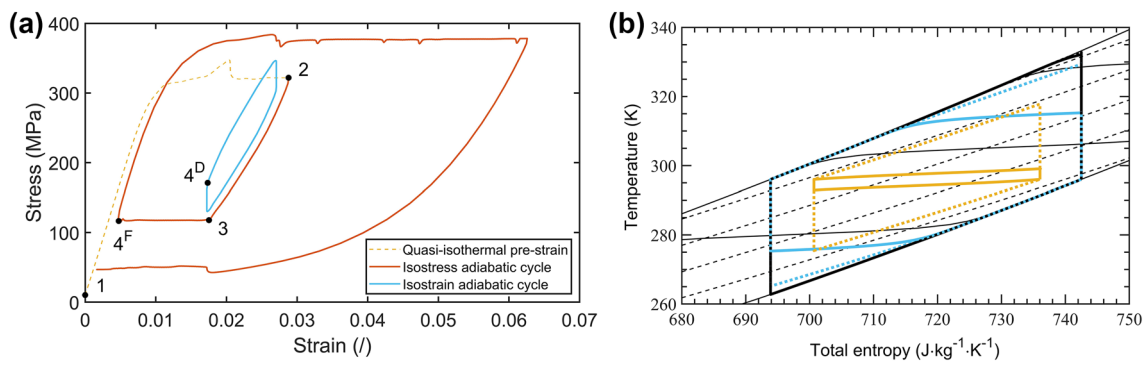 (a)
400
300
200
100
0
Stress (MPa)
0
0.01
0.02
0.03
0.04
0.05
0.06
0.07
Strain (/)
1
2
3
4D
4F
Quasi-isothermal pre-strain
Isostress adiabatic cycle
Isostrain adiabatic cycle
(b)
340
320
300
280
260
Temperature (K)
680
690
700
710
720
730
740
750
Total entropy (J·kg-1·K-1)